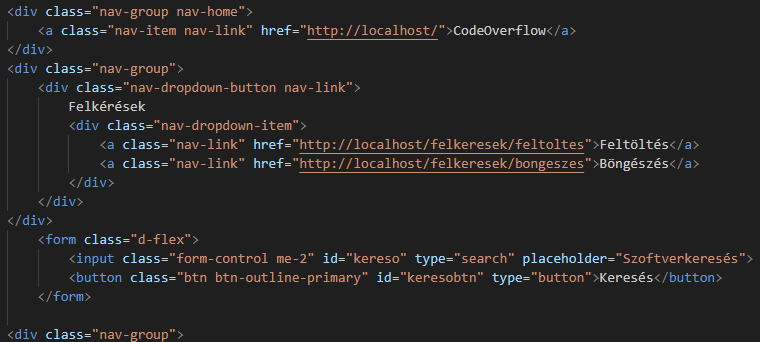 <div class="nav-group nav-home">
    <a class="nav-item nav-link" href="http://localhost/">CodeOverflow</a>
</div>
<div class="nav-group">
    <div class="nav-dropdown-button nav-link">
        Felkérések
        <div class="nav-dropdown-item">
            <a class="nav-link" href="http://localhost/felkeresek/feltoltes">Feltöltés</a>
            <a class="nav-link" href="http://localhost/felkeresek/bongeszes">Böngészés</a>
        </div>
    </div>
</div>
    <form class="d-flex">
        <input class="form-control me-2" id="kereso" type="search" placeholder="Szoftverkeresés">
        <button class="btn btn-outline-primary" id="keresobtn" type="button">Keresés</button>
    </form>
<div class="nav-group">